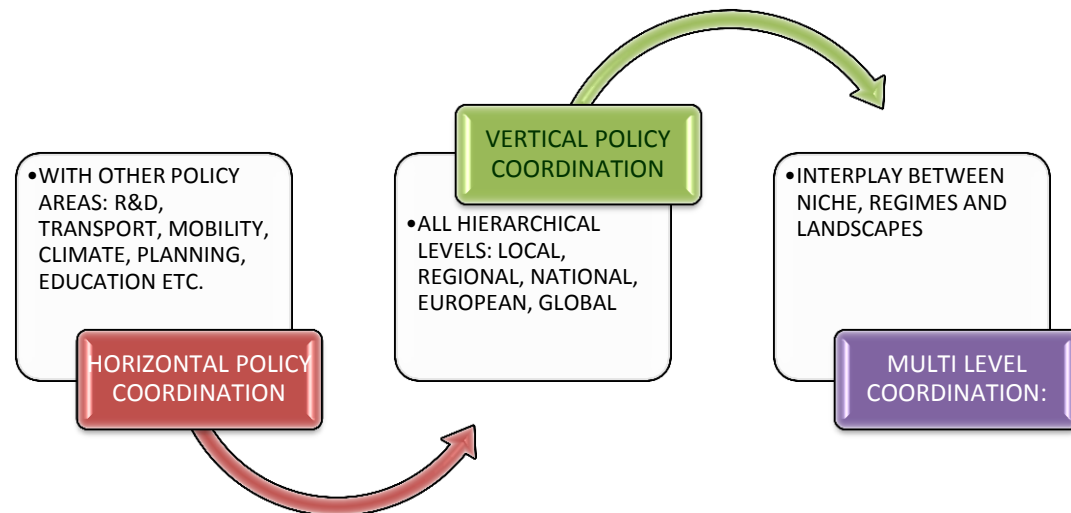 •WITH OTHER POLICY
AREAS: R&D,
TRANSPORT, MOBILITY,
CLIMATE, PLANNING,
EDUCATION ETC.
HORIZONTAL POLICY
COORDINATION
VERTICAL POLICY
COORDINATION
•ALL HIERARCHICAL
LEVELS: LOCAL,
REGIONAL, NATIONAL,
EUROPEAN, GLOBAL
•INTERPLAY BETWEEN
NICHE, REGIMES AND
LANDSCAPES
MULTI LEVEL
COORDINATION: